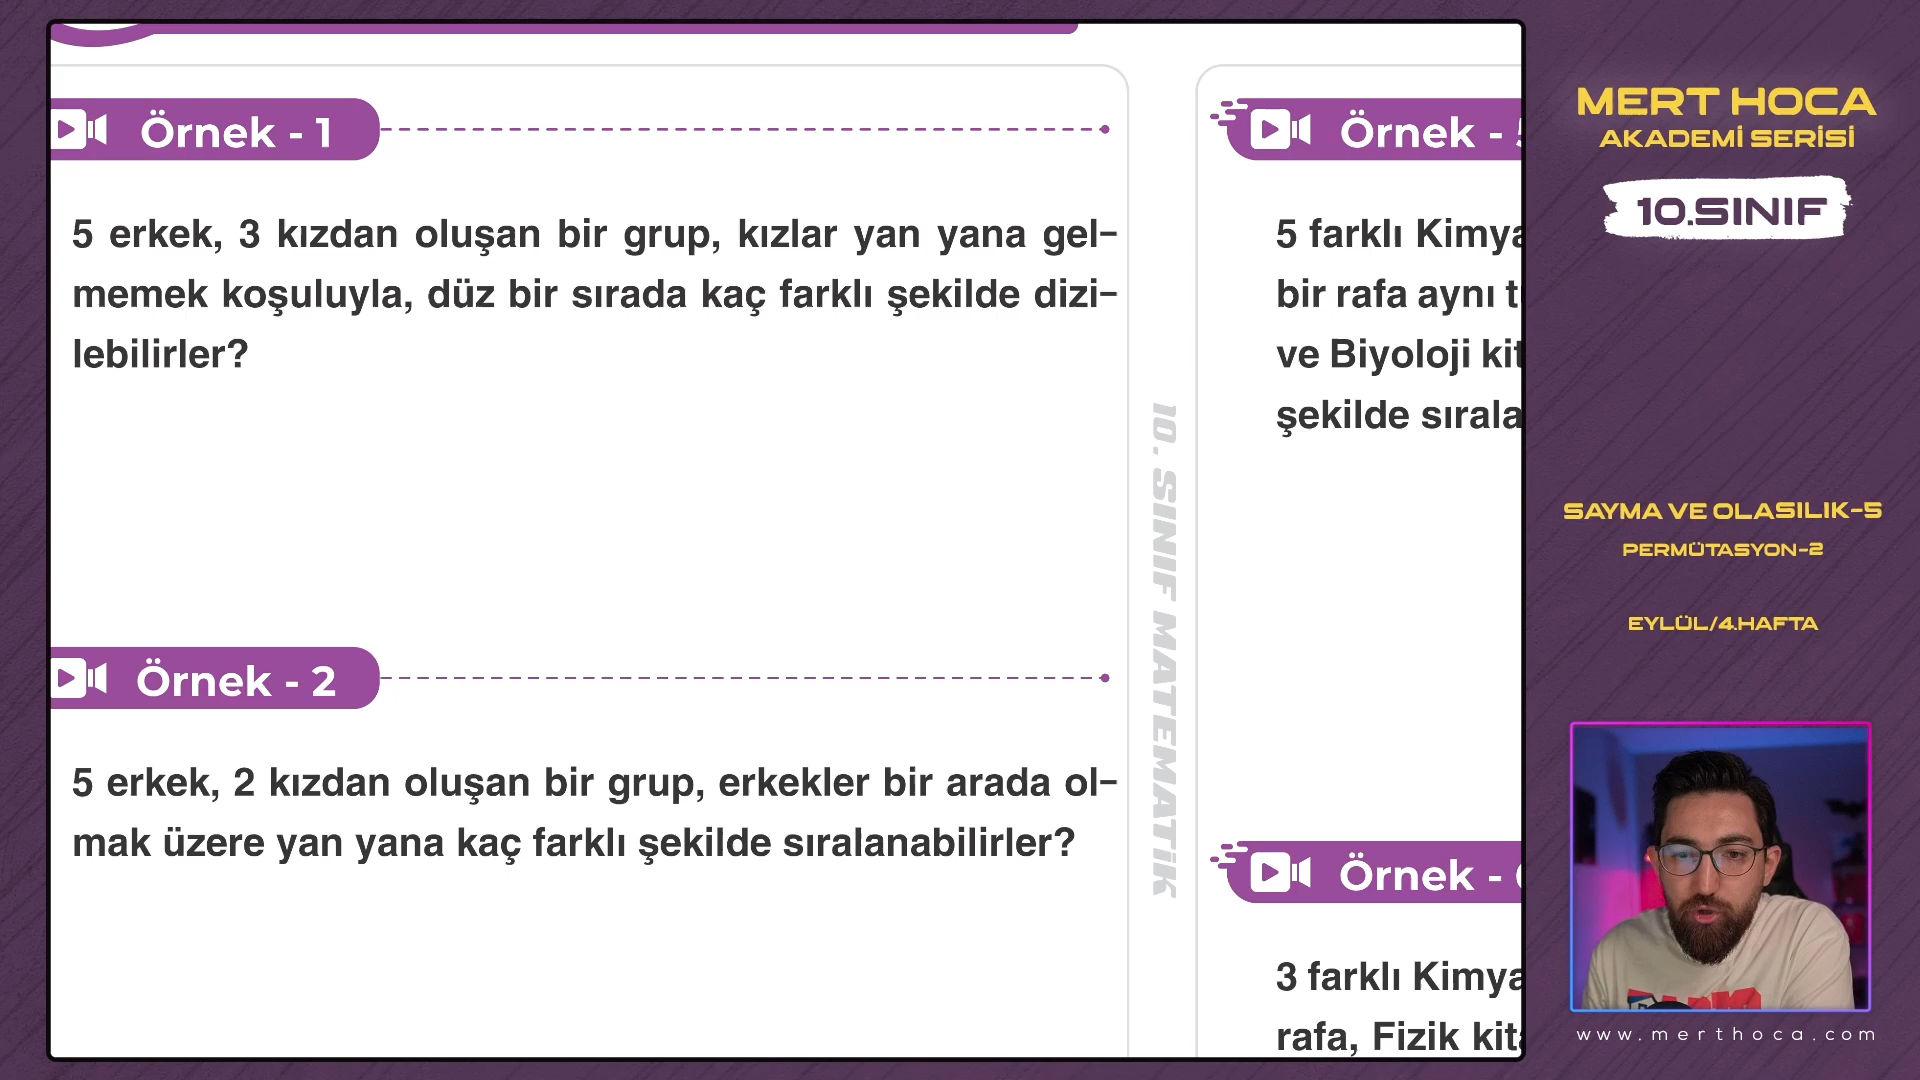 Örnek - 1
5 erkek, 3 kızdan oluşan bir grup, kızlar yan yana gel-
memek koşuluyla, düz bir sırada kaç farklı şekilde dizi-
lebilirler?
Örnek - 2
5 erkek, 2 kızdan oluşan bir grup, erkekler bir arada ol-
mak üzere yan yana kaç farklı şekilde sıralanabilirler?
10. SINIF MATEMATİK
Örnek -
5 farklı Kimya
bir rafa aynı
ve Biyoloji
şekilde
Örnek -
3 farklı Kimya
rafa, Fizik
MERT HOCA
AKADEMİ SERİSİ
10.SINIF
SAYMA VE OLASILIK-5
PERMÜTASYON-2
EYLÜL/4.HAFTA
www.merthoca.com